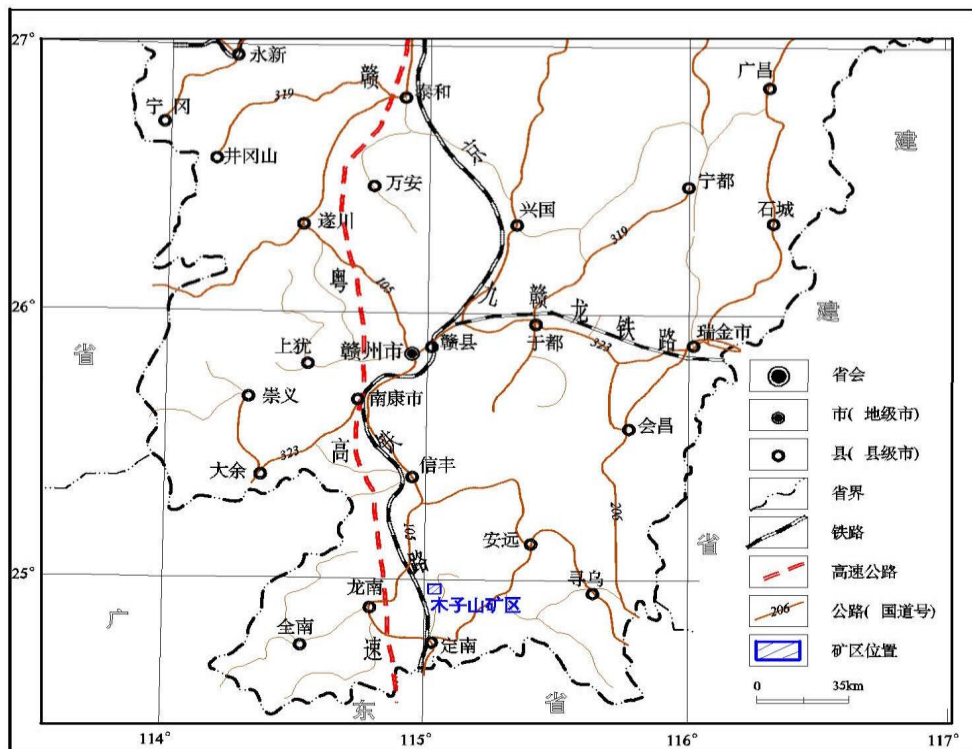 27°
永新
赣
广昌
319
泰和
宁 冈
京
建
井冈山
万安
宁都
兴国
石城
遂川
319
粤
105
九
赣
龙
26°
铁
建
省
上犹
赣州市
赣县
于都
323
路
瑞金市
省会
崇义
南康市
市( 地级市)
高
会昌
县( 县级市)
大余
323
信丰
省界
105
206
安远
省
铁路
路
25°
高速公路
龙南
寻乌
木子山矿区
206
公路( 国道号)
广
全南
速
定南
矿区位置
东
省
0
35km
114°
115°
116°
117°